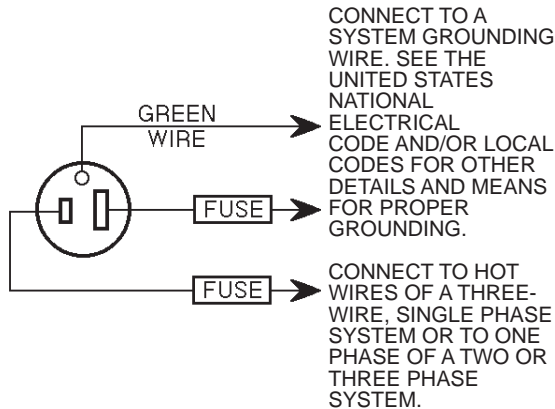 CONNECT TO A
SYSTEM GROUNDING
WIRE. SEE THE
UNITED STATES
NATIONAL
ELECTRICAL
CODE AND/OR LOCAL
CODES FOR OTHER
DETAILS AND MEANS
FOR PROPER
GROUNDING.
GREEN
WIRE
FUSE
FUSE
CONNECT TO HOT
WIRES OF A THREE-
WIRE, SINGLE PHASE
SYSTEM OR TO ONE
PHASE OF A TWO OR
THREE PHASE
SYSTEM.